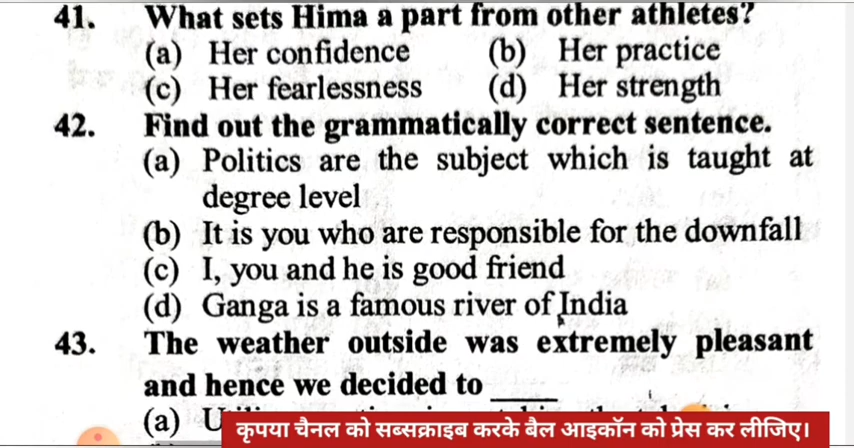 41. What sets Hima a part from other athletes?
(a) Her confidence (b) Her practice
(c) Her fearlessness (d) Her strength
42. Find out the grammatically correct sentence.
(a) Politics are the subject which is taught at
degree level
(b) It is you who are responsible for the downfall
(c) I, you and he is good friend
(d) Ganga is a famous river of India
43. The weather outside was extremely pleasant
and hence we decided to ____
(a)
कृपया चैनल को सब्सक्राइब करके बैल आइकॉन को प्रेस कर लीजिए।